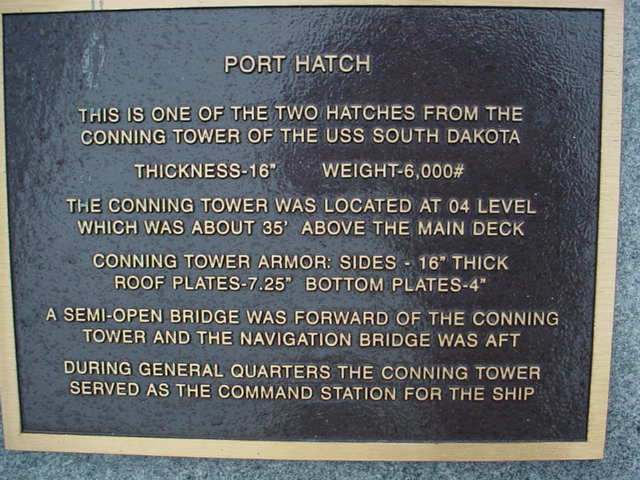 PORT HATCH
THIS IS ONE OF THE TWO HATCHES FROM THE
CONNING TOWER OF THE USS SOUTH DAKOTA
THICKNESS-16" WEIGHT-6,000#
THE CONNING TOWER WAS LOCATED AT 04 LEVEL
WHICH WAS ABOUT 35' ABOVE THE MAIN DECK
CONNING TOWER ARMOR: SIDES - 16" THICK
ROOF PLATES-7.25" BOTTOM PLATES-4"
A SEMI-OPEN BRIDGE WAS FORWARD OF THE CONNING
TOWER AND THE NAVIGATION BRIDGE WAS AFT
DURING GENERAL QUARTERS THE CONNING TOWER
SERVED AS THE COMMAND STATION FOR THE SHIP